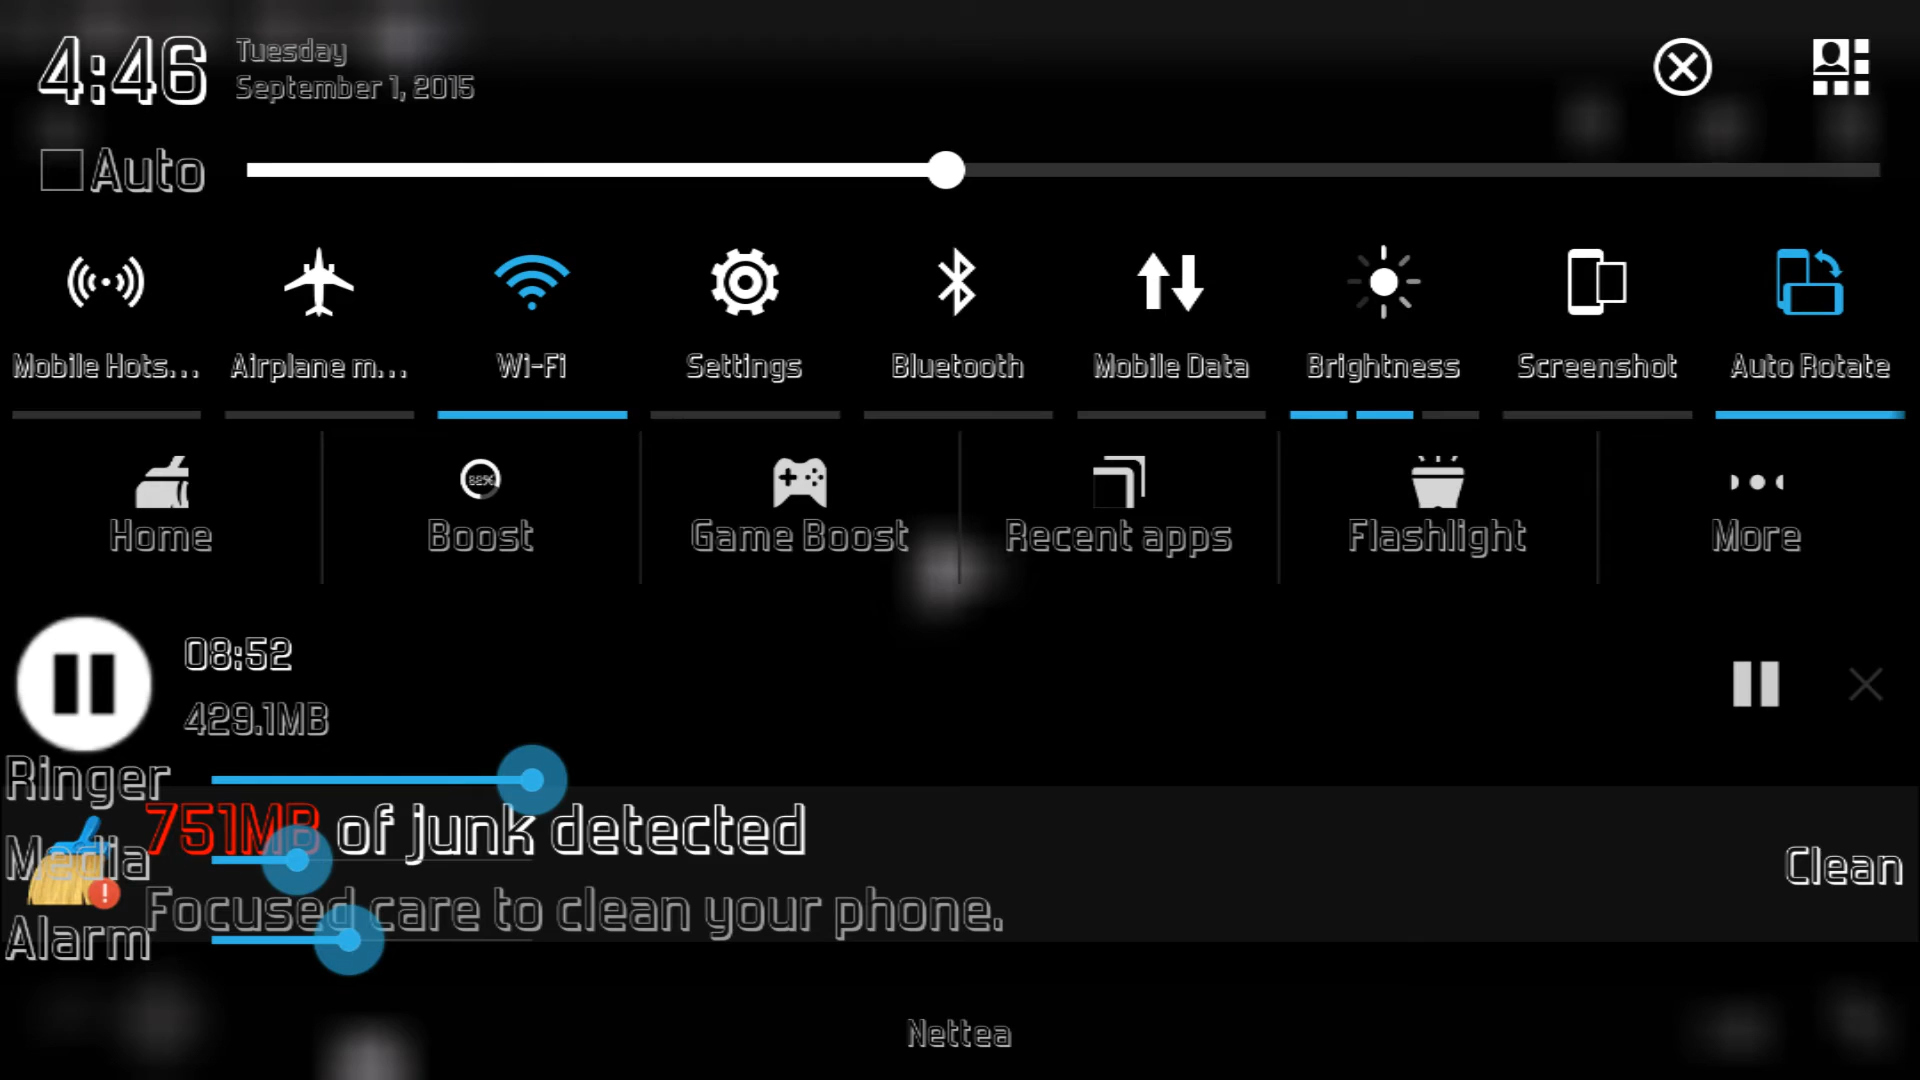 4:46
Tuesday
September 1, 2015
Auto
Mobile Hots...
Airplane m...
Wi-Fi
Settings
Bluetooth
Mobile Data
Brightness
Screenshot
Auto Rotate
88%
Home
Boost
Game Boost
Recent apps
Flashlight
More
08:52
429.1MB
Ringer
751MB of junk detected
Media
Clean
Focused care to clean your phone.
Alarm
Nettea